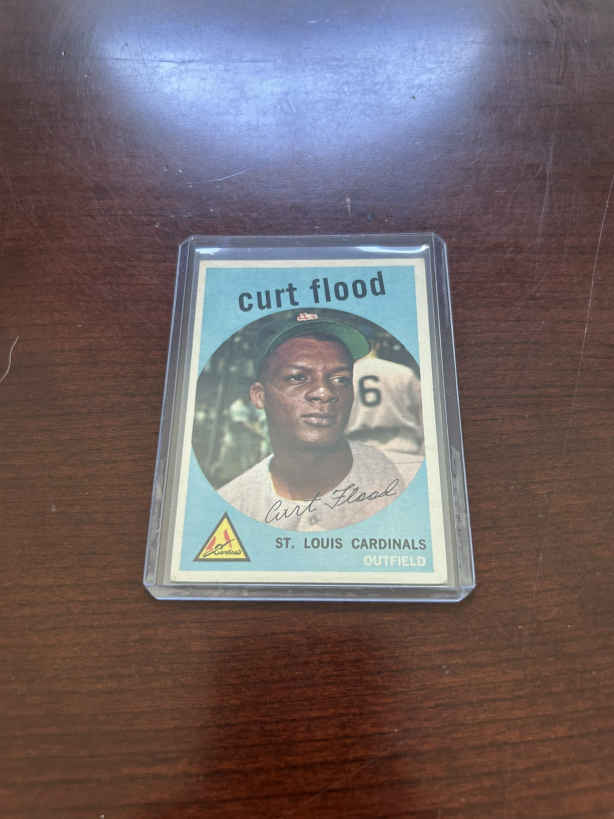 curt flood
6
Curt Flood
Cardinals
ST. LOUIS CARDINALS
OUTFIELD